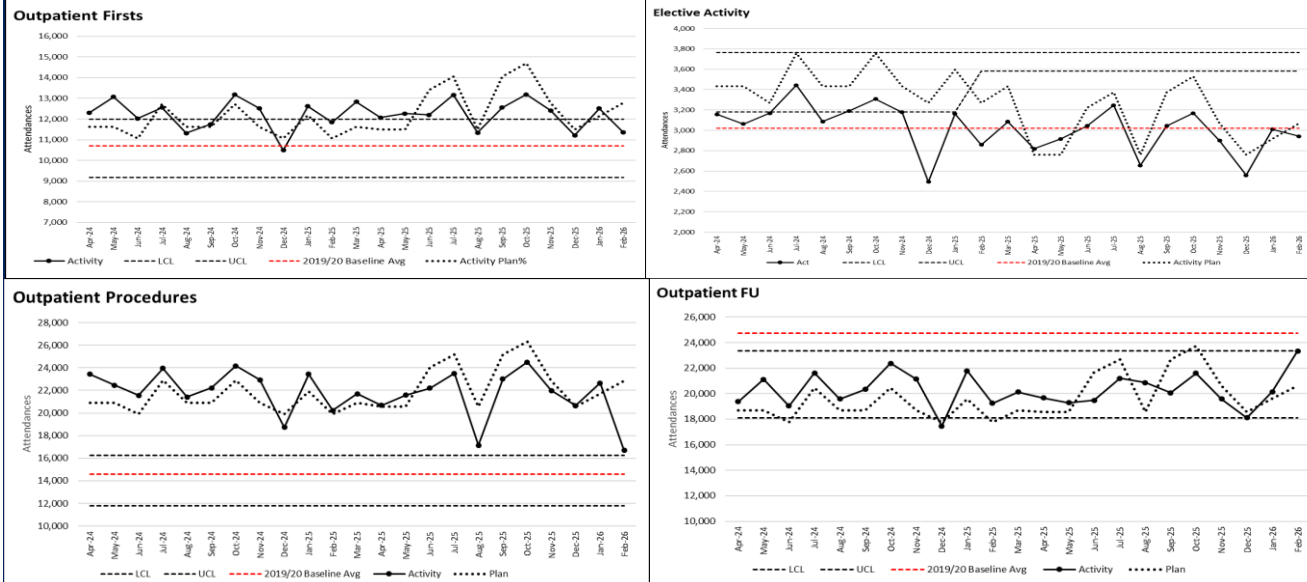 Outpatient Firsts
16,000
15,000
14,000
13,000
12,000
11,000
10,000
9,000
8,000
7,000
Attendances
Apr-24 May-24 Jun-24 Jul-24 Aug-24 Sep-24 Oct-24 Nov-24 Dec-24 Jan-25 Feb-25 Mar-25 Apr-25 May-25 Jun-25 Jul-25 Aug-25 Sep-25 Oct-25 Nov-25 Dec-25 Jan-26 Feb-26
Activity LCL UCL 2019/20 Baseline Avg Activity Plan%
Elective Activity
4,000
3,800
3,600
3,400
3,200
3,000
2,800
2,600
2,400
2,200
2,000
Attendances
Apr-24 May-24 Jun-24 Jul-24 Aug-24 Sep-24 Oct-24 Nov-24 Dec-24 Jan-25 Feb-25 Mar-25 Apr-25 May-25 Jun-25 Jul-25 Aug-25 Sep-25 Oct-25 Nov-25 Dec-25 Jan-26 Feb-26
Act LCL UCL 2019/20 Baseline Avg Activity Plan
Outpatient Procedures
28,000
26,000
24,000
22,000
20,000
18,000
16,000
14,000
12,000
10,000
Attendances
Apr-24 May-24 Jun-24 Jul-24 Aug-24 Sep-24 Oct-24 Nov-24 Dec-24 Jan-25 Feb-25 Mar-25 Apr-25 May-25 Jun-25 Jul-25 Aug-25 Sep-25 Oct-25 Nov-25 Dec-25 Jan-26 Feb-26
LCL UCL 2019/20 Baseline Avg Activity Plan
Outpatient FU
26,000
24,000
22,000
20,000
18,000
16,000
14,000
12,000
10,000
Attendances
Apr-24 May-24 Jun-24 Jul-24 Aug-24 Sep-24 Oct-24 Nov-24 Dec-24 Jan-25 Feb-25 Mar-25 Apr-25 May-25 Jun-25 Jul-25 Aug-25 Sep-25 Oct-25 Nov-25 Dec-25 Jan-26 Feb-26
LCL UCL 2019/20 Baseline Avg Activity Plan